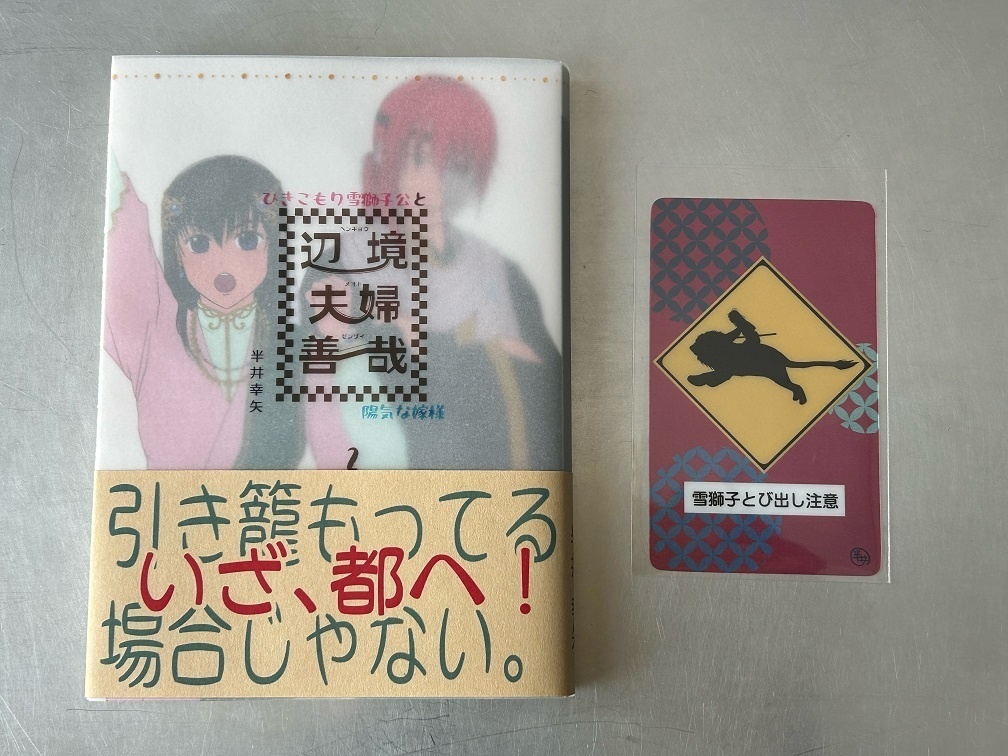 ひきこもり雪獅子公と
ヘンキョウ
辺境
メオト
夫婦
ゼンザイ
善哉
半井幸矢
陽気な嫁様
引き籠もってる
いざ、都へ!
場合じゃない。
雪獅子とび出し注意